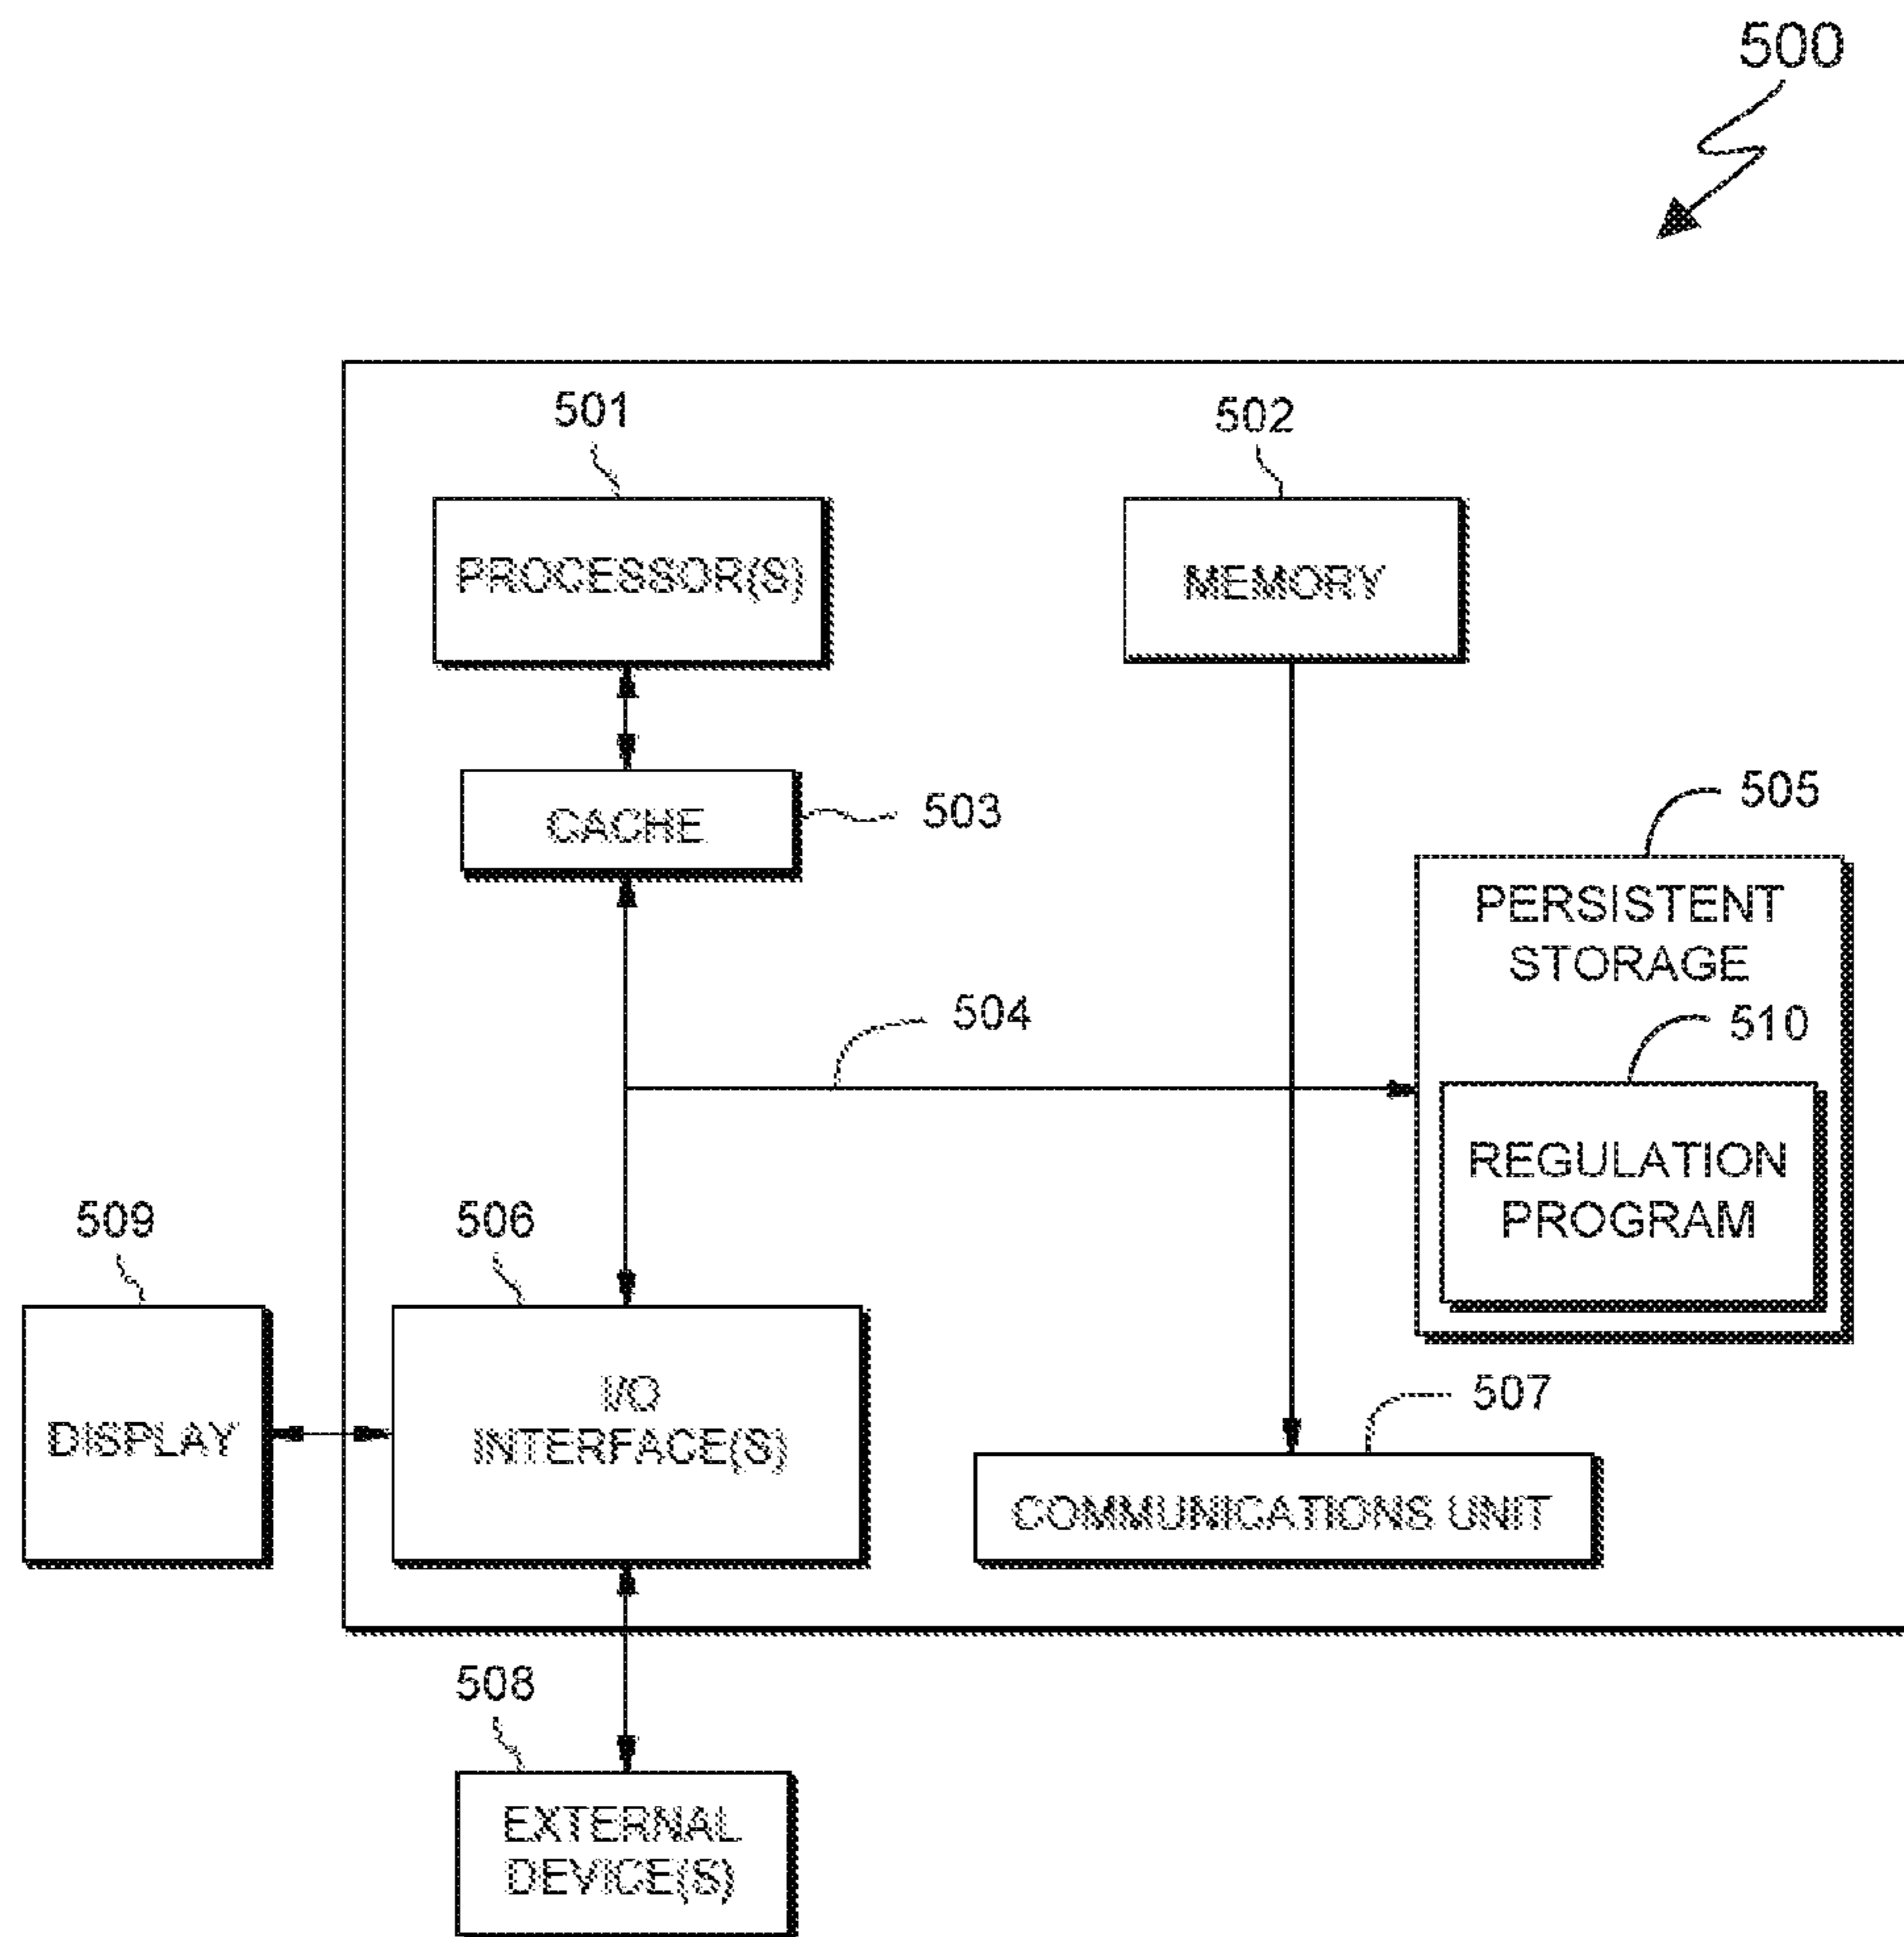 500
501
502
PROCESSOR(S)
MEMORY
503
CACHE
505
PERSISTENT
STORAGE
504
510
REGULATION
PROGRAM
509
506
DISPLAY
I/O
INTERFACE(S)
507
COMMUNICATIONS UNIT
508
EXTERNAL
DEVICE(S)